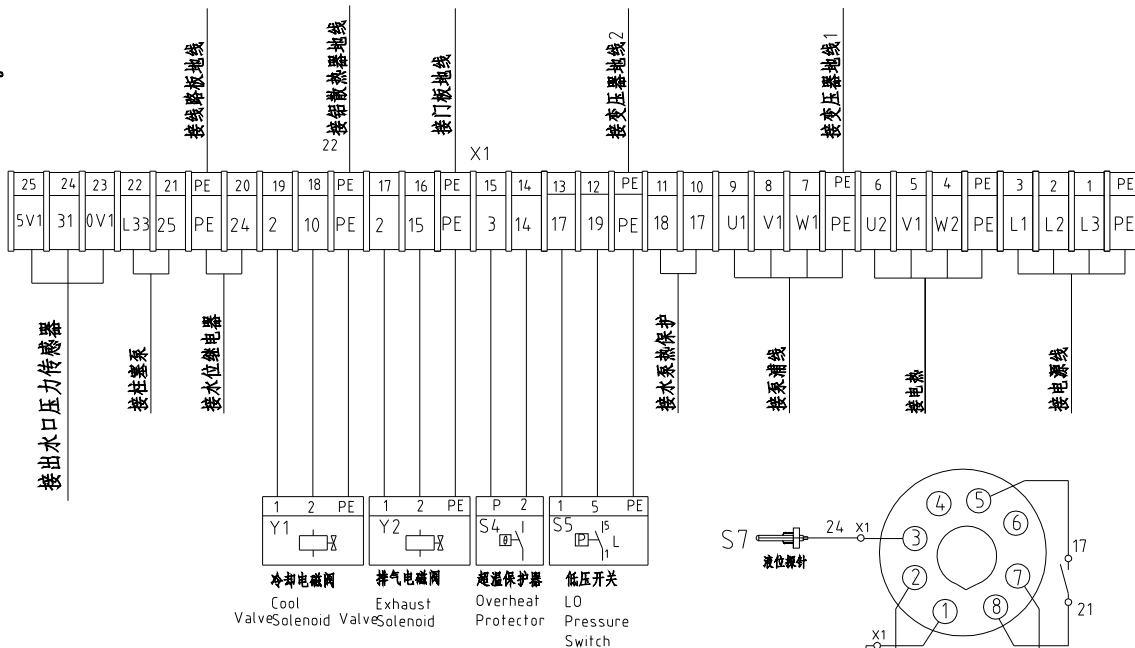 接线路板地线
22
接铝散热器地线
接门板地线
接变压器地线2
接变压器地线1
X1
25 24 23 22 21 PE 20 19 18 PE 17 16 PE 15 14 13 12 PE 11 10 9 8 7 PE 6 5 4 3 2 1 PE
5V1 31 0V1 L33 25 PE 24 2 10 PE 2 15 PE 3 14 17 19 PE 18 17 U1 V1 W1 PE U2 V1 W2 PE L1 L2 L3 PE
接出水口压力传感器
接柱塞泵
接水位继电器
接水泵热保护
接泵浦线
接电热
接电源线
1 2 PE
Y1
冷却电磁阀
Cool
Valve Solenoid
1 2 PE
Y2
排气电磁阀
Exhaust
Valve Solenoid
P 2
S4
θ
超温保护器
Overheat
Protector
1 5 PE
S5
P
5
L
1
低压开关
LO
Pressure
Switch
S7
液位探针
24
X1
4
5
3
6
2
7
1
8
17
21
X1